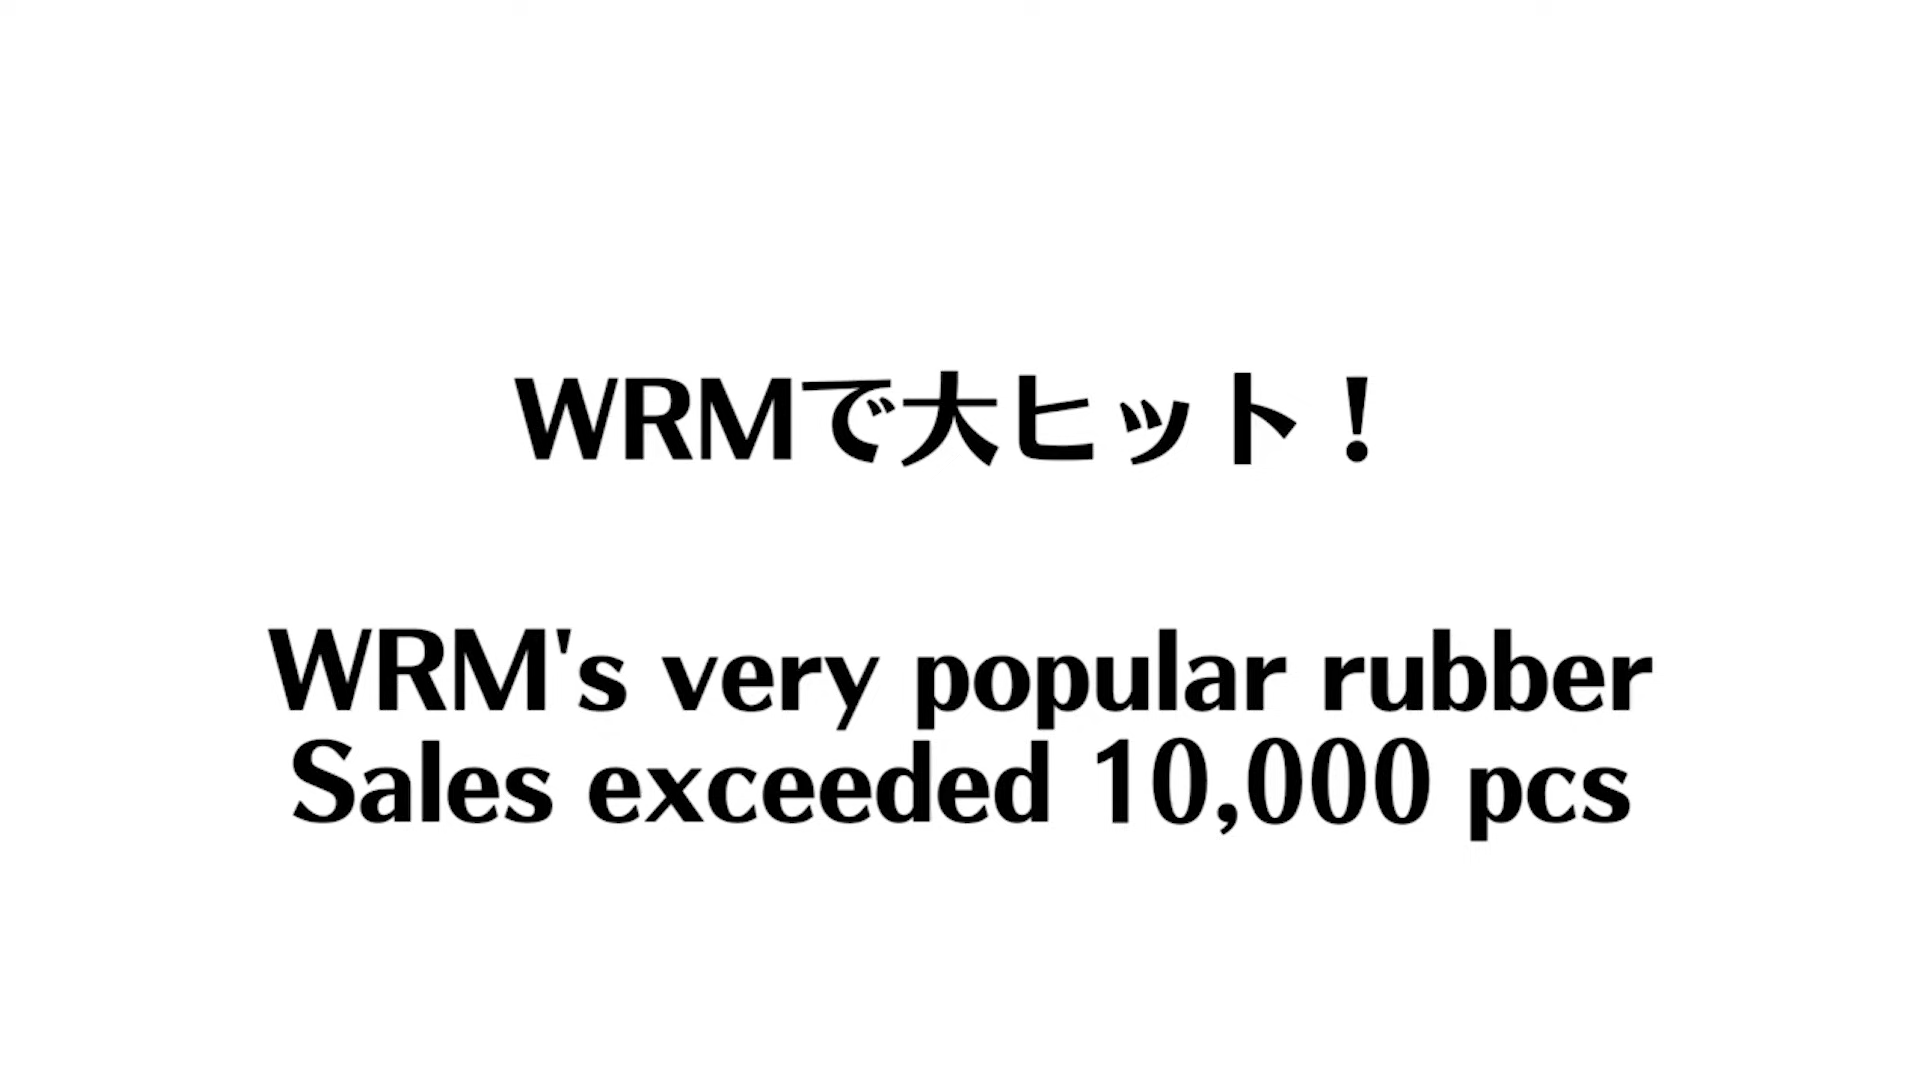 WRMで大ヒット！
WRM's very popular rubber
Sales exceeded 10,000 pcs